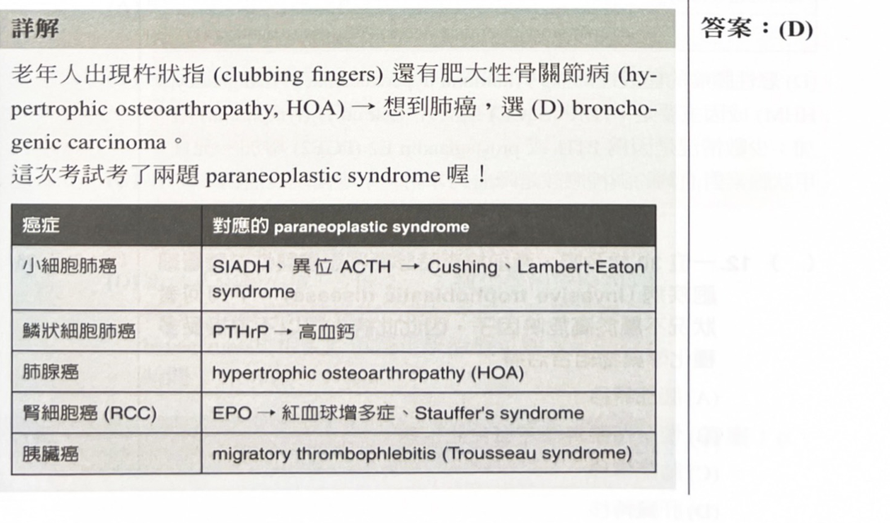 詳解
答案：(D)
老年人出現杵狀指 (clubbing fingers) 還有肥大性骨關節病 (hy-
pertrophic osteoarthropathy, HOA) → 想到肺癌，選 (D) broncho-
genic carcinoma。
這次考試考了兩題 paraneoplastic syndrome 喔！
癌症 對應的 paraneoplastic syndrome
小細胞肺癌 SIADH、異位 ACTH → Cushing、Lambert-Eaton
syndrome
鱗狀細胞肺癌 PTHrP → 高血鈣
肺腺癌 hypertrophic osteoarthropathy (HOA)
腎細胞癌 (RCC) EPO → 紅血球增多症、Stauffer's syndrome
胰臟癌 migratory thrombophlebitis (Trousseau syndrome)